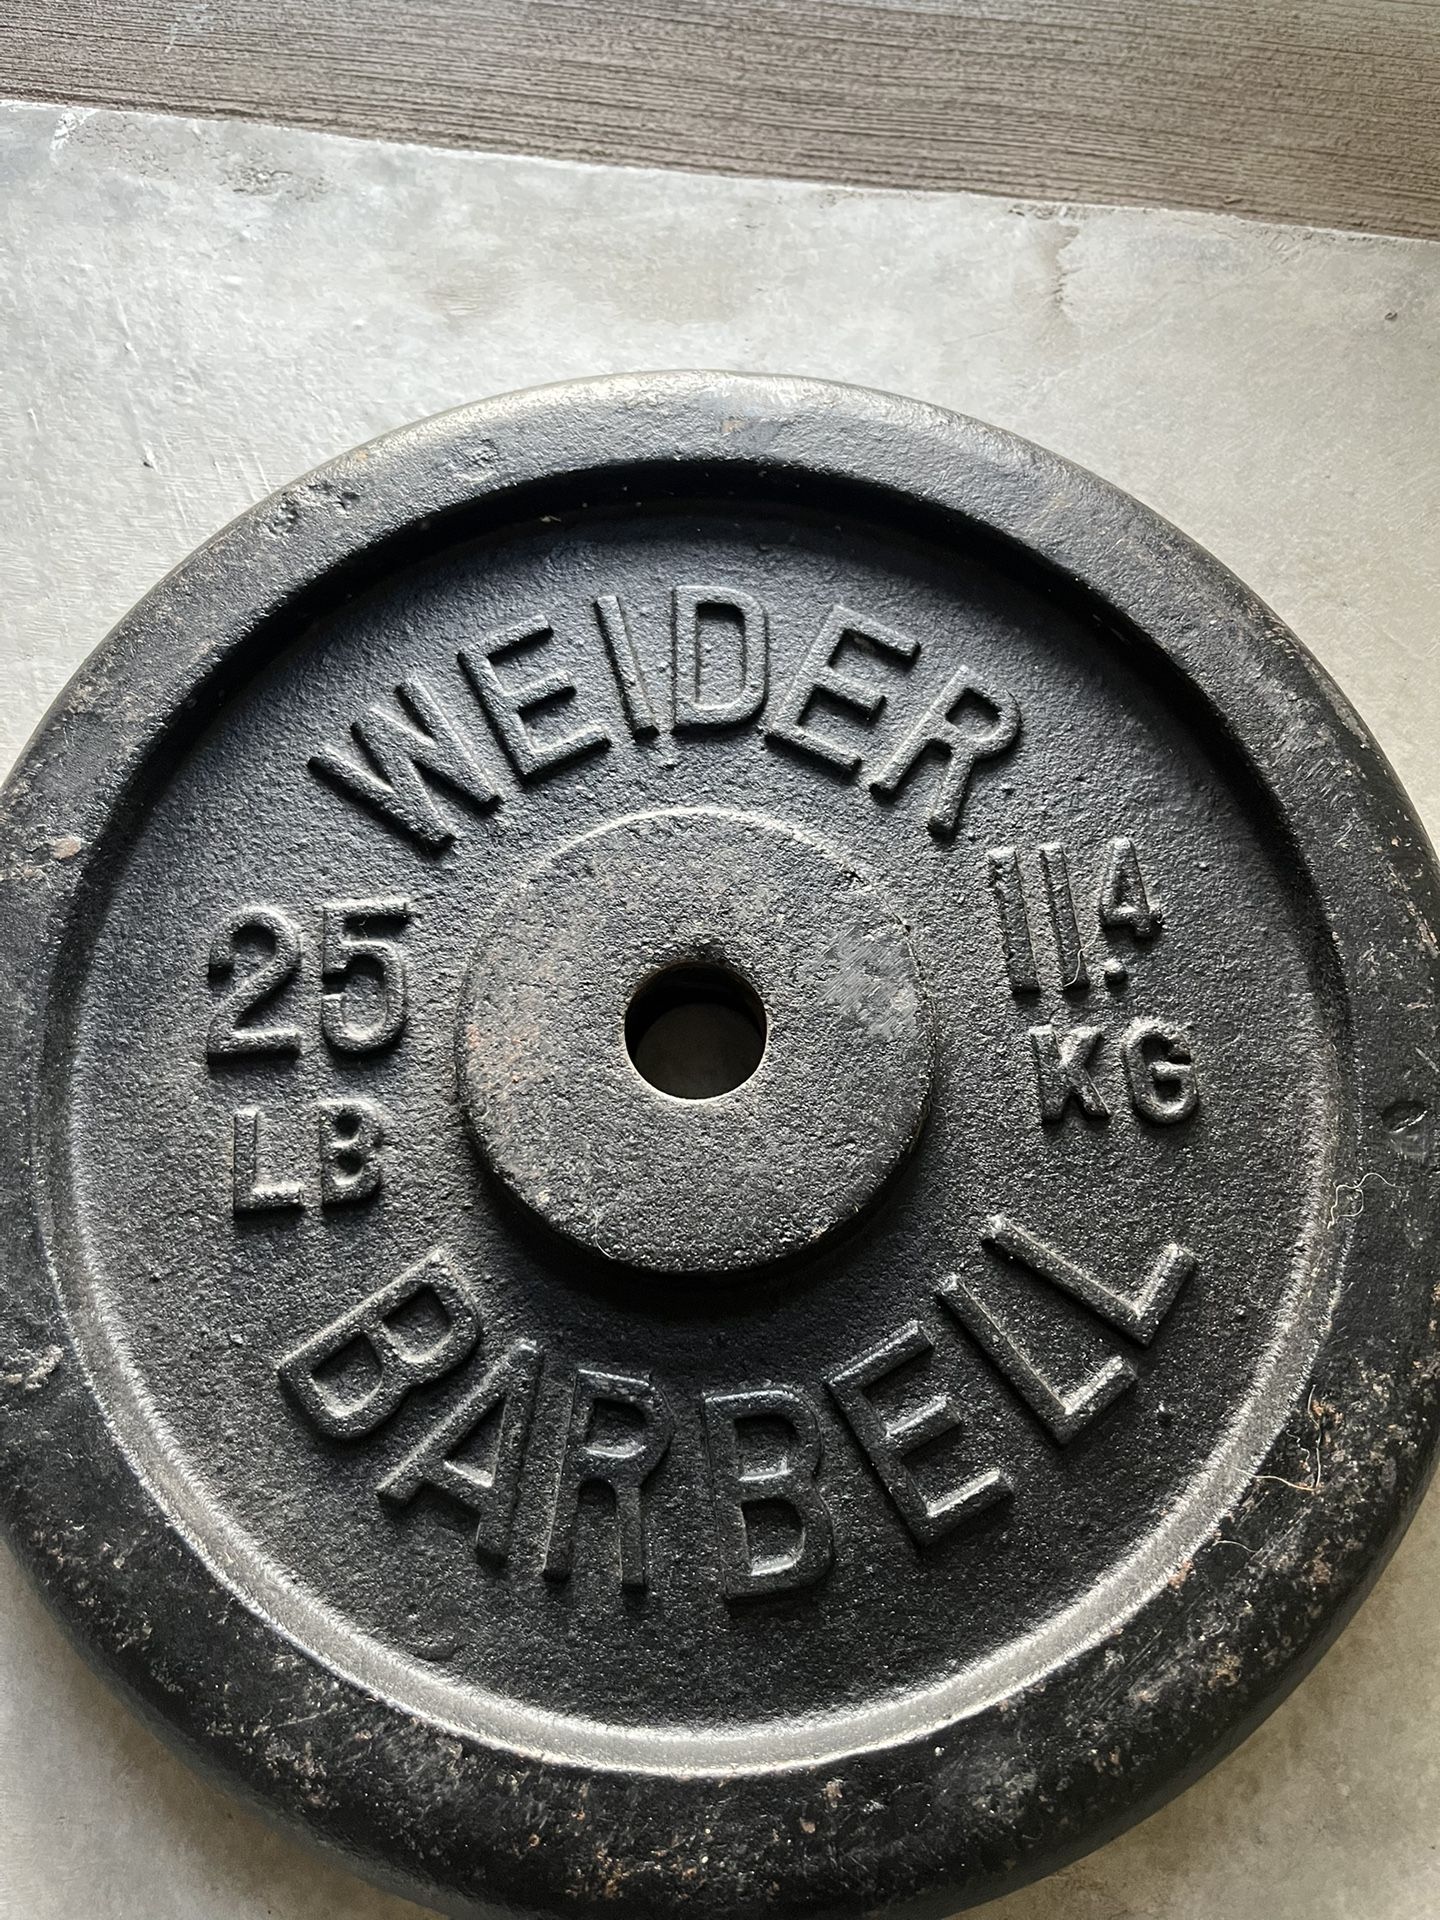 WEIDER
25
LB
11.4
KG
BARBELL